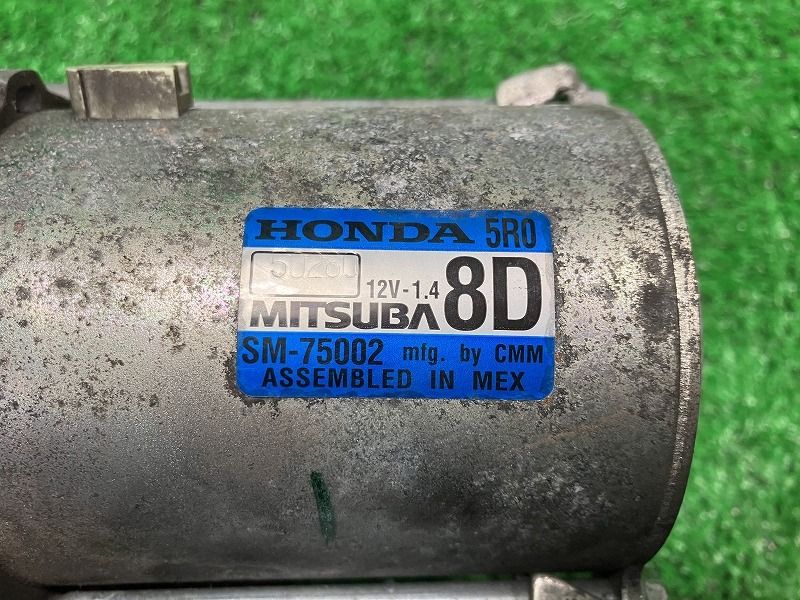 HONDA 5R0
12V-1.4 8D
MITSUBA
SM-75002 mfg. by CMM
ASSEMBLED IN MEX